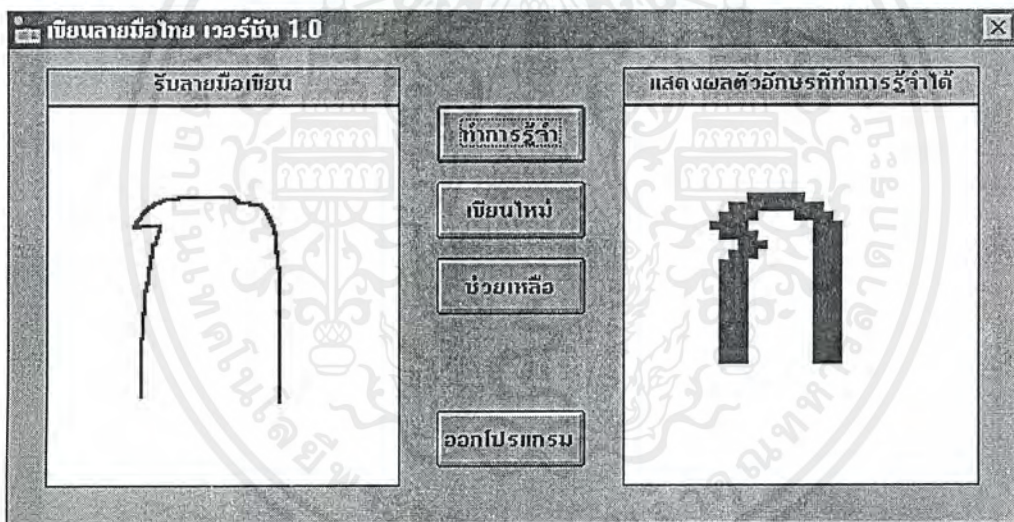 เขียนลายมือไทย เวอร์ชัน 1.0
รับลายมือเขียน
แสดงผลตัวอักษรที่ทำการรู้จำได้
ทำการรู้จำ
เขียนใหม่
ช่วยเหลือ
ออกโปรแกรม
ก
ก